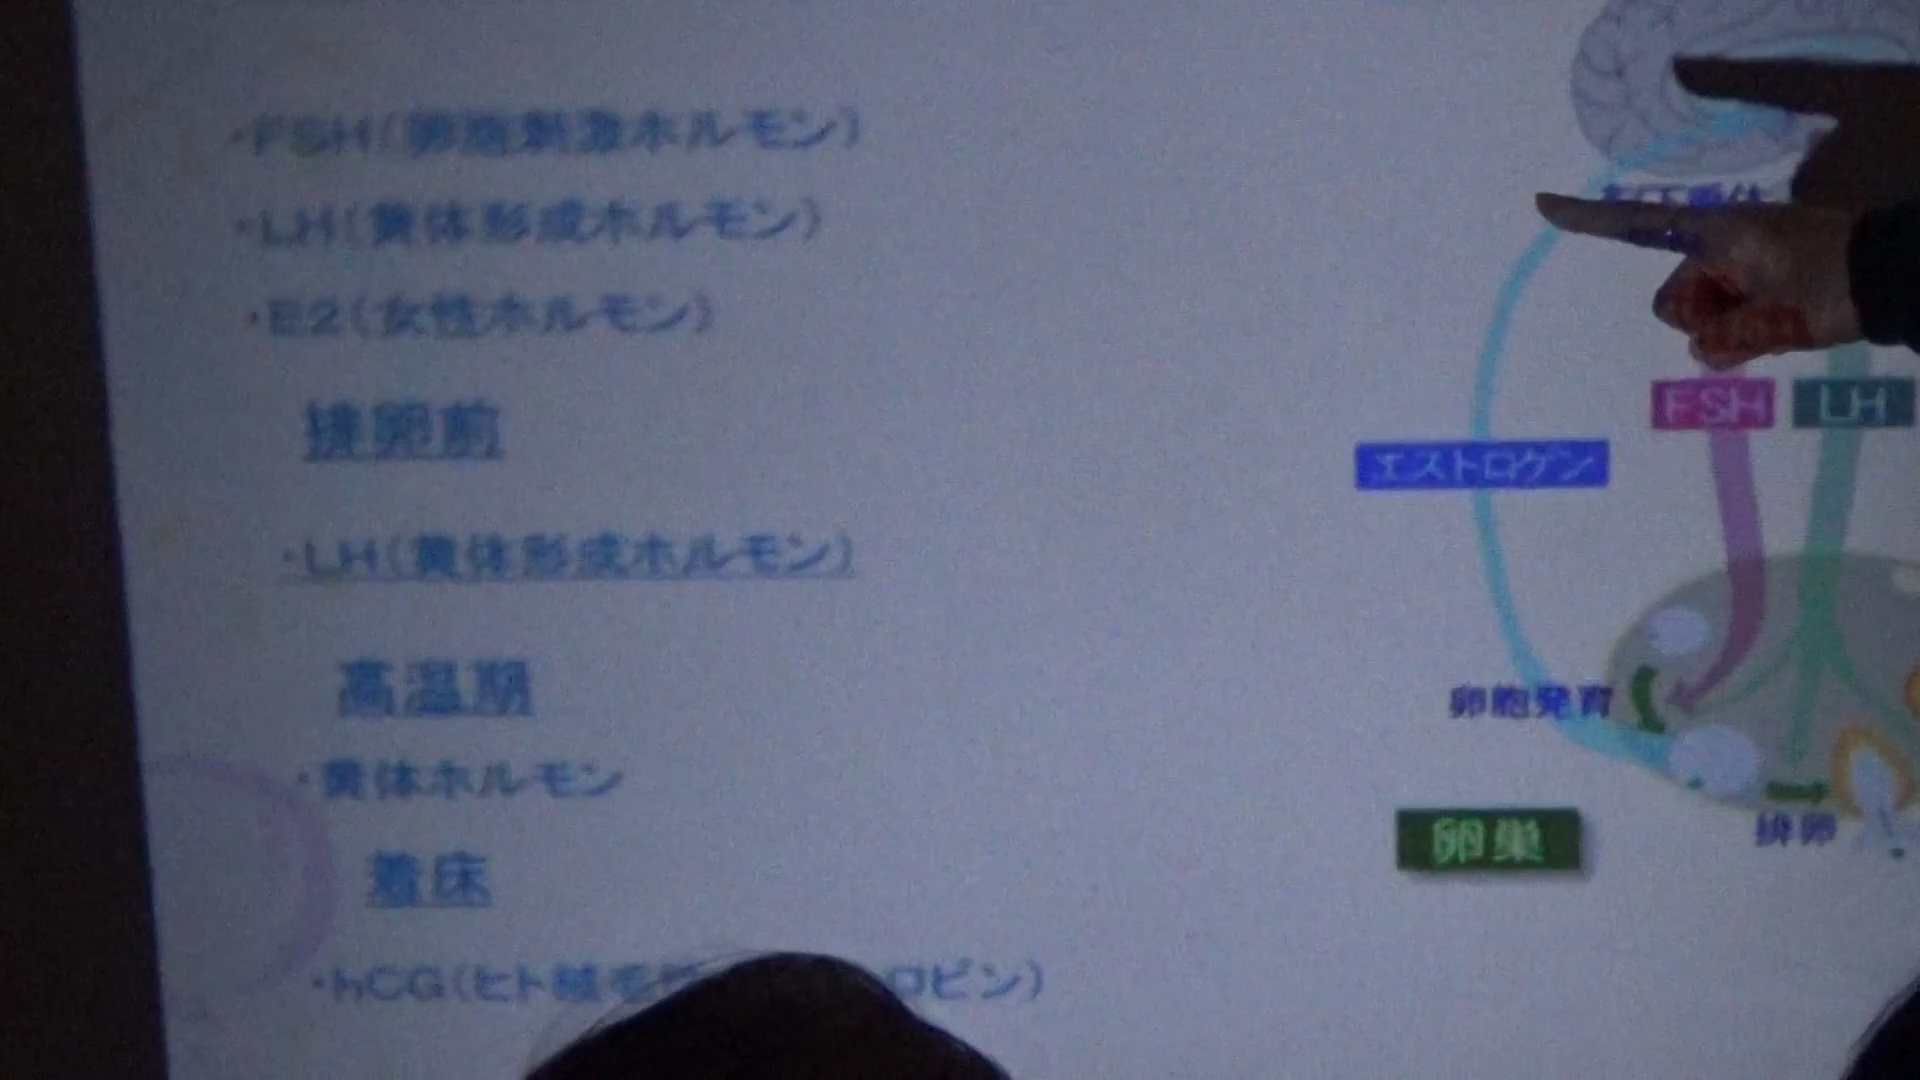 ・FSH(卵胞刺激ホルモン)
・LH(黄体形成ホルモン)
・E2(女性ホルモン)
排卵前
・LH(黄体形成ホルモン)
高温期
・黄体ホルモン
着床
・hCG(ヒト絨毛 ロピン)
FSH
LH
エストロゲン
卵胞発育
排卵
卵巣